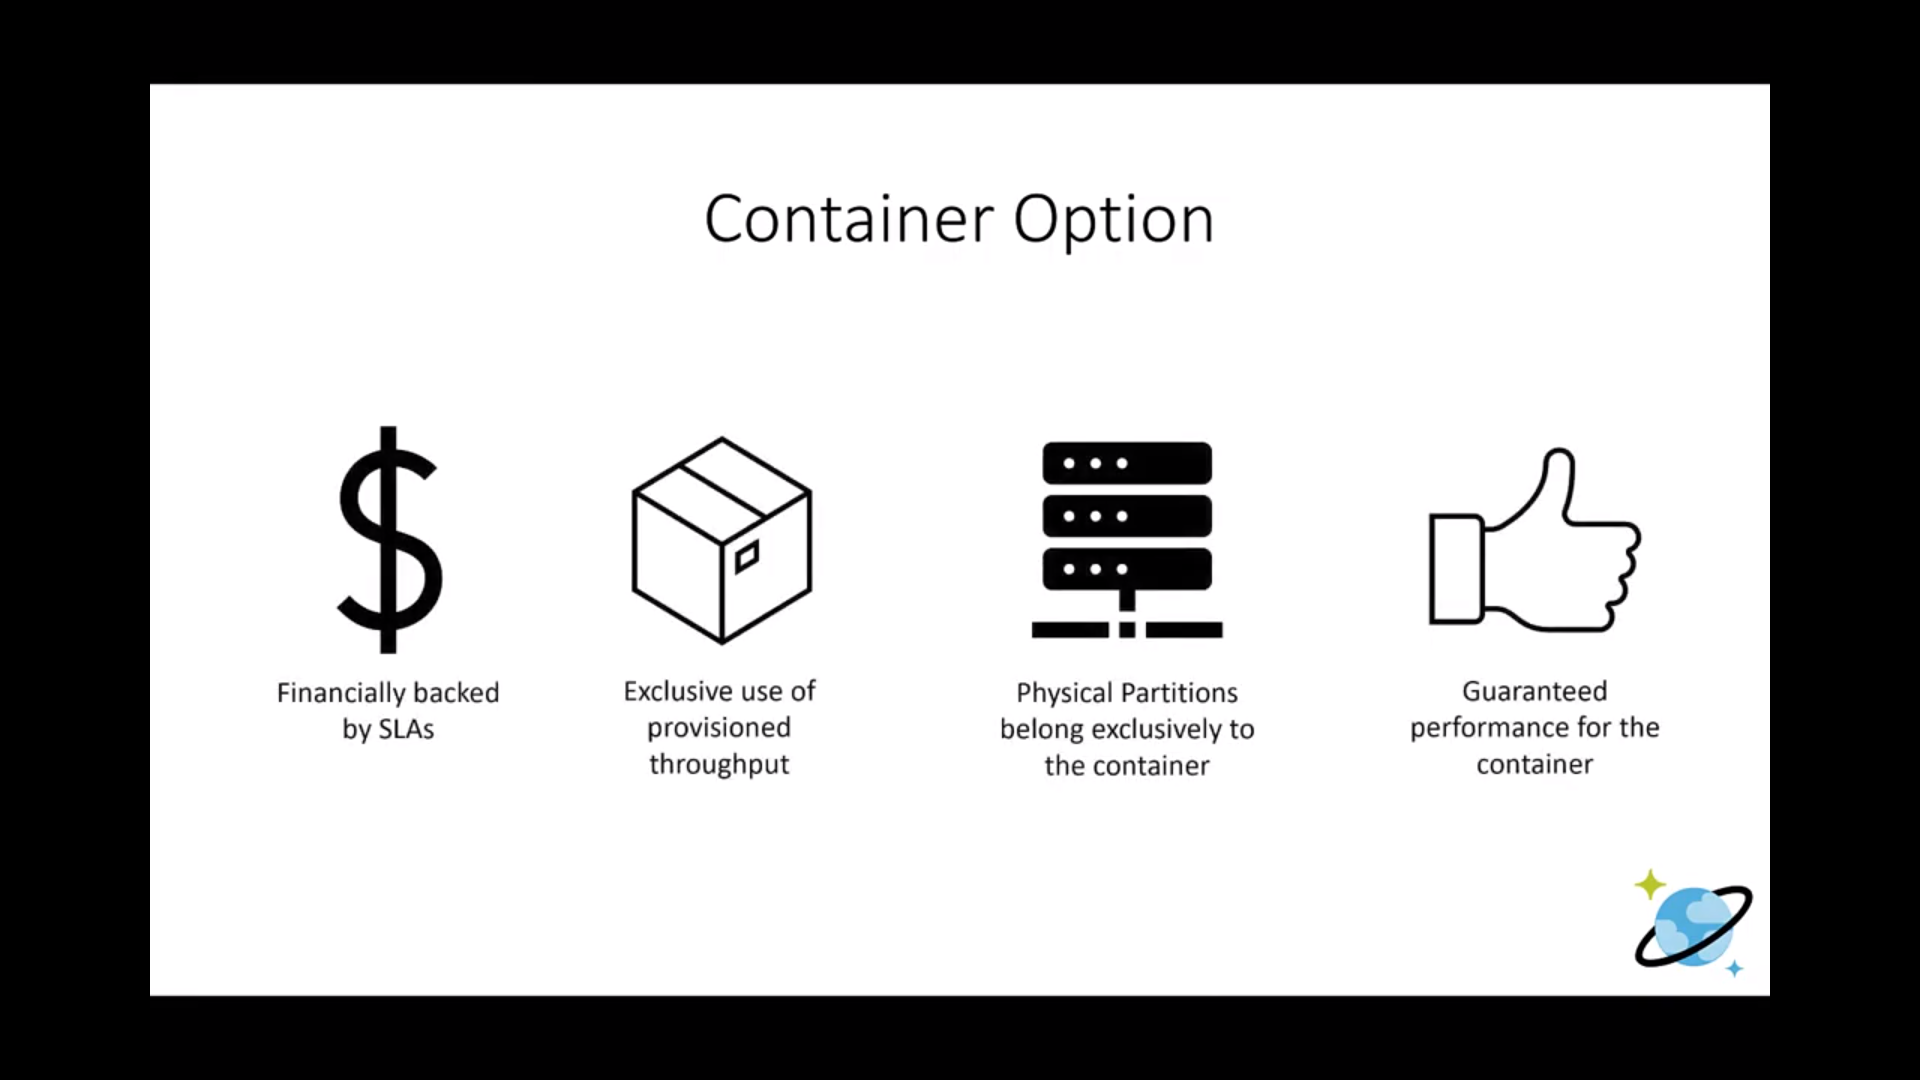 Container Option
Financially backed
by SLAs
Exclusive use of
provisioned
throughput
Physical Partitions
belong exclusively to
the container
Guaranteed
performance for the
container